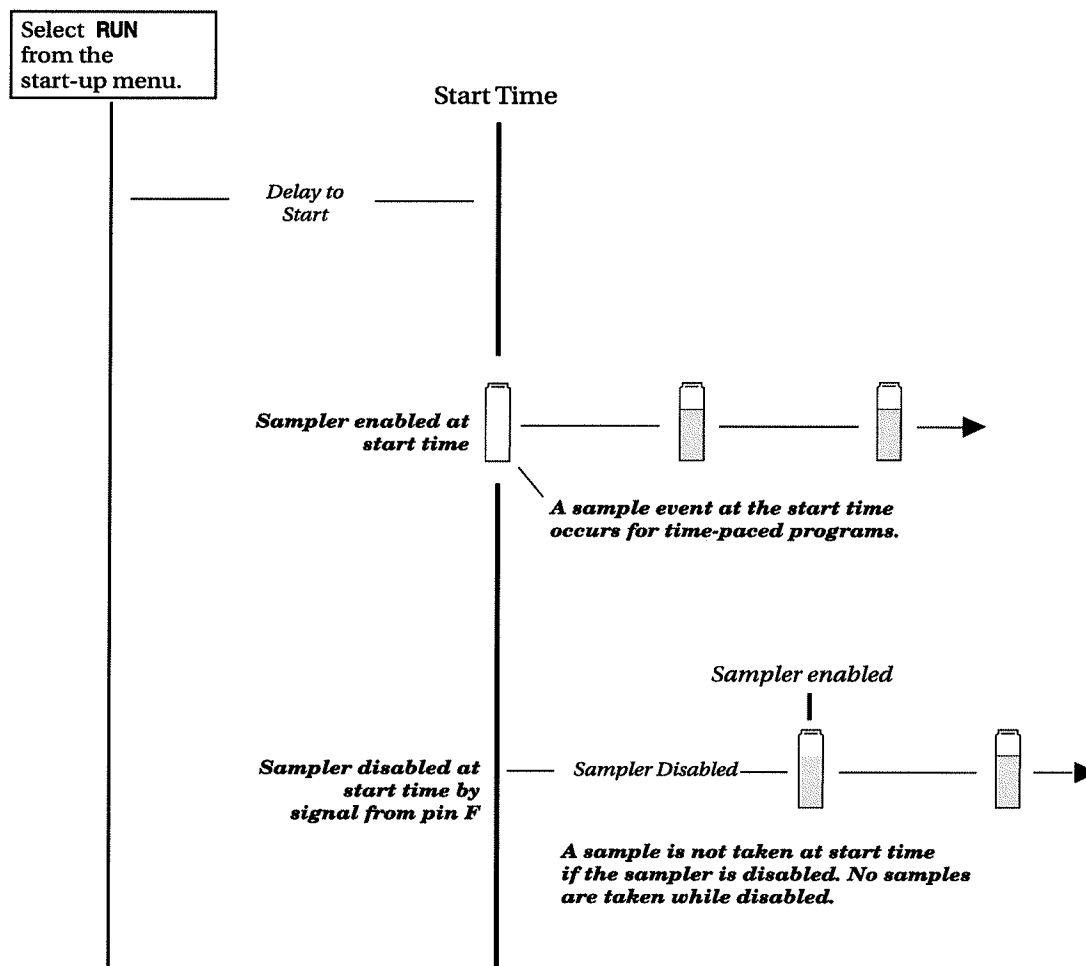 Select RUN
from the
start-up menu.
Start Time
Delay to
Start
Sampler enabled at
start time
A sample event at the start time
occurs for time-paced programs.
Sampler enabled
Sampler disabled at
start time by
signal from pin F
Sampler Disabled
A sample is not taken at start time
if the sampler is disabled. No samples
are taken while disabled.